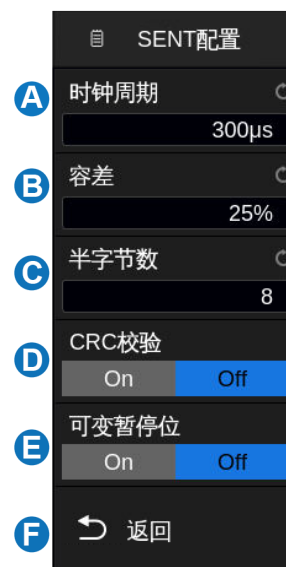 SENT配置
A 时钟周期
300μs
B 容差
25%
C 半字节数
8
D CRC校验
On Off
E 可变暂停位
On Off
F 返回